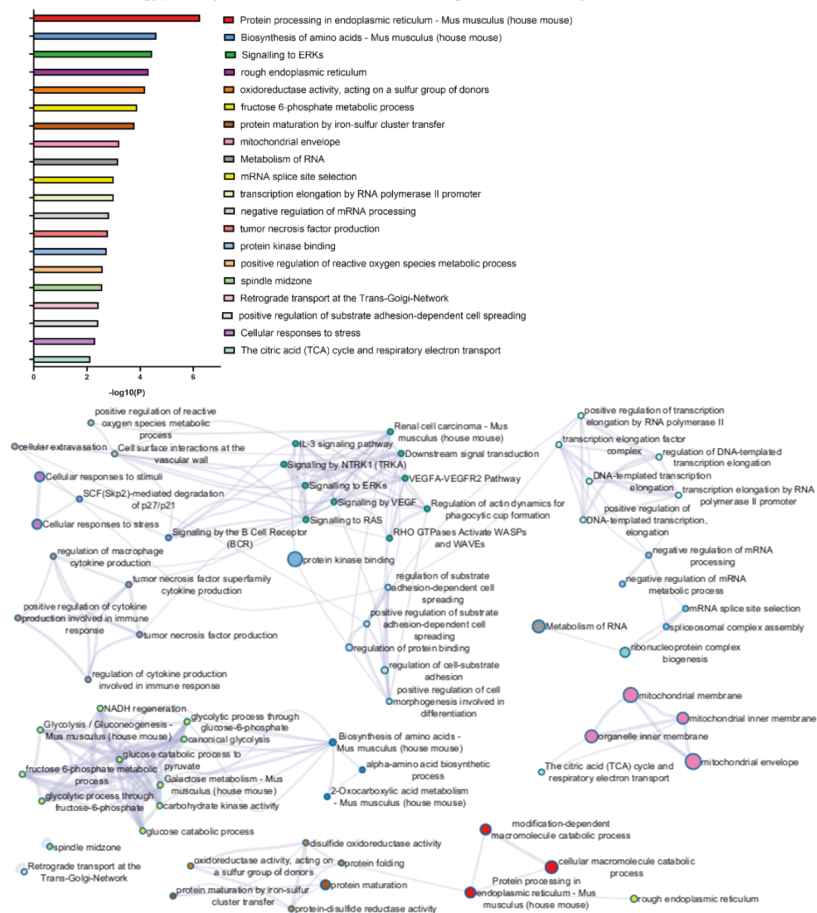 Protein processing in endoplasmic reticulum - Mus musculus (house mouse)
Biosynthesis of amino acids - Mus musculus (house mouse)
Signalling to ERKs
rough endoplasmic reticulum
oxidoreductase activity, acting on a sulfur group of donors
fructose 6-phosphate metabolic process
protein maturation by iron-sulfur cluster transfer
mitochondrial envelope
Metabolism of RNA
mRNA splice site selection
transcription elongation by RNA polymerase II promoter
negative regulation of mRNA processing
tumor necrosis factor production
protein kinase binding
positive regulation of reactive oxygen species metabolic process
spindle midzone
Retrograde transport at the Trans-Golgi-Network
positive regulation of substrate adhesion-dependent cell spreading
Cellular responses to stress
The citric acid (TCA) cycle and respiratory electron transport
0 2 4 6
-log10(P)
positive regulation of reactive
oxygen species metabolic
process
cellular extravasation
Cell surface interactions at the
vascular wall
Cellular responses to stimuli
SCF(Skp2)-mediated degradation
of p27/p21
Cellular responses to stress
Signaling by the B Cell Receptor
(BCR)
Renal cell carcinoma - Mus
musculus (house mouse)
IL-3 signaling pathway
Downstream signal transduction
Signaling by NTRK1 (TRKA)
VEGFA-VEGFR2 Pathway
Signalling to ERKs
Signaling by VEGF
Regulation of actin dynamics for
phagocytic cup formation
Signalling to RAS
RHO GTPases Activate WASPs
and WAVEs
protein kinase binding
positive regulation of transcription
elongation by RNA polymerase II
transcription elongation factor
complex
regulation of DNA-templated
transcription elongation
DNA-templated transcription
elongation
transcription elongation by RNA
polymerase II promoter
positive regulation of
DNA-templated transcription,
elongation
negative regulation of mRNA
processing
negative regulation of mRNA
metabolic process
mRNA splice site selection
Metabolism of RNA
spliceosomal complex assembly
ribonucleoprotein complex
biogenesis
regulation of macrophage
cytokine production
tumor necrosis factor superfamily
cytokine production
positive regulation of cytokine
production involved in immune
response
tumor necrosis factor production
regulation of cytokine production
involved in immune response
regulation of substrate
adhesion-dependent cell
spreading
positive regulation of substrate
adhesion-dependent cell
spreading
regulation of protein binding
regulation of cell-substrate
adhesion
positive regulation of cell
morphogenesis involved in
differentiation
mitochondrial membrane
mitochondrial inner membrane
organelle inner membrane
mitochondrial envelope
The citric acid (TCA) cycle and
respiratory electron transport
NADH regeneration
Glycolysis / Gluconeogenesis -
Mus musculus (house mouse)
glycolytic process through
glucose-6-phosphate
canonical glycolysis
glucose catabolic process to
pyruvate
fructose 6-phosphate metabolic
process
Galactose metabolism - Mus
musculus (house mouse)
glycolytic process through
fructose-6-phosphate
carbohydrate kinase activity
glucose catabolic process
Biosynthesis of amino acids -
Mus musculus (house mouse)
alpha-amino acid biosynthetic
process
2-Oxocarboxylic acid metabolism
- Mus musculus (house mouse)
spindle midzone
Retrograde transport at the
Trans-Golgi-Network
disulfide oxidoreductase activity
oxidoreductase activity, acting on
a sulfur group of donors
protein folding
protein maturation
protein maturation by iron-sulfur
cluster transfer
protein-disulfide reductase activity
modification-dependent
macromolecule catabolic process
cellular macromolecule catabolic
process
Protein processing in
endoplasmic reticulum - Mus
musculus (house mouse)
rough endoplasmic reticulum